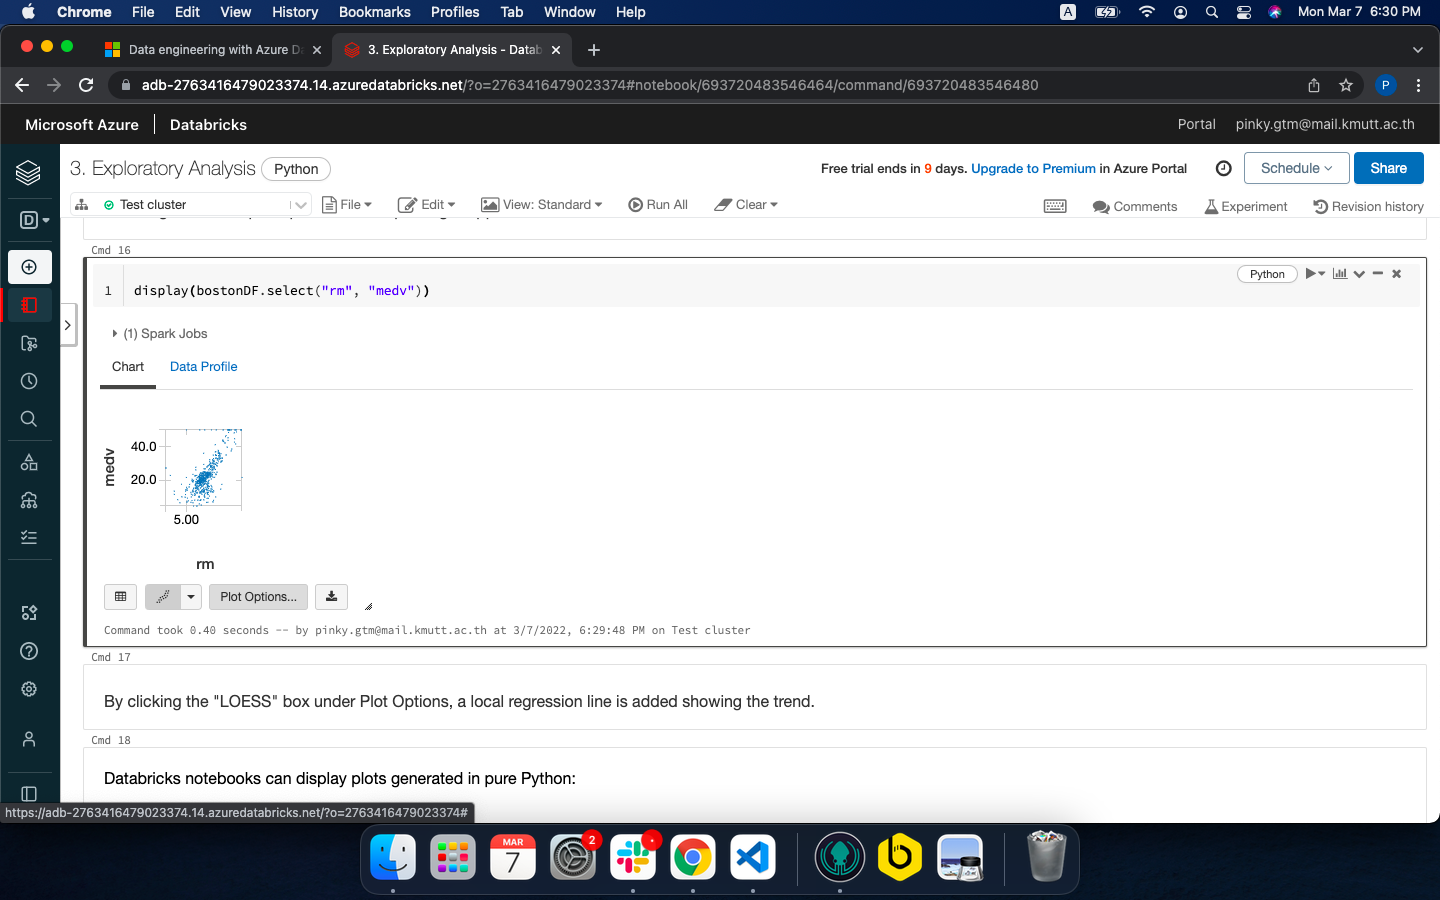 Chrome File Edit View History Bookmarks Profiles Tab Window Help A Mon Mar 7 6:30 PM
Data engineering with Azure Da
3. Exploratory Analysis - Datab
adb-2763416479023374.14.azuredatabricks.net/?o=2763416479023374#notebook/693720483546464/command/693720483546480
P
Microsoft Azure Databricks Portal pinky.gtm@mail.kmutt.ac.th
3. Exploratory Analysis Python Free trial ends in 9 days. Upgrade to Premium in Azure Portal Schedule Share
D
Test cluster File Edit View: Standard Run All Clear Comments Experiment Revision history
Cmd 16
Python
1 display(bostonDF.select("rm", "medv"))
(1) Spark Jobs
Chart Data Profile
medv
40.0
20.0
5.00
rm
Plot Options...
Command took 0.40 seconds -- by pinky.gtm@mail.kmutt.ac.th at 3/7/2022, 6:29:48 PM on Test cluster
Cmd 17
By clicking the "LOESS" box under Plot Options, a local regression line is added showing the trend.
Cmd 18
Databricks notebooks can display plots generated in pure Python:
https://adb-2763416479023374.14.azuredatabricks.net/?o=2763416479023374#
MAR
7
2